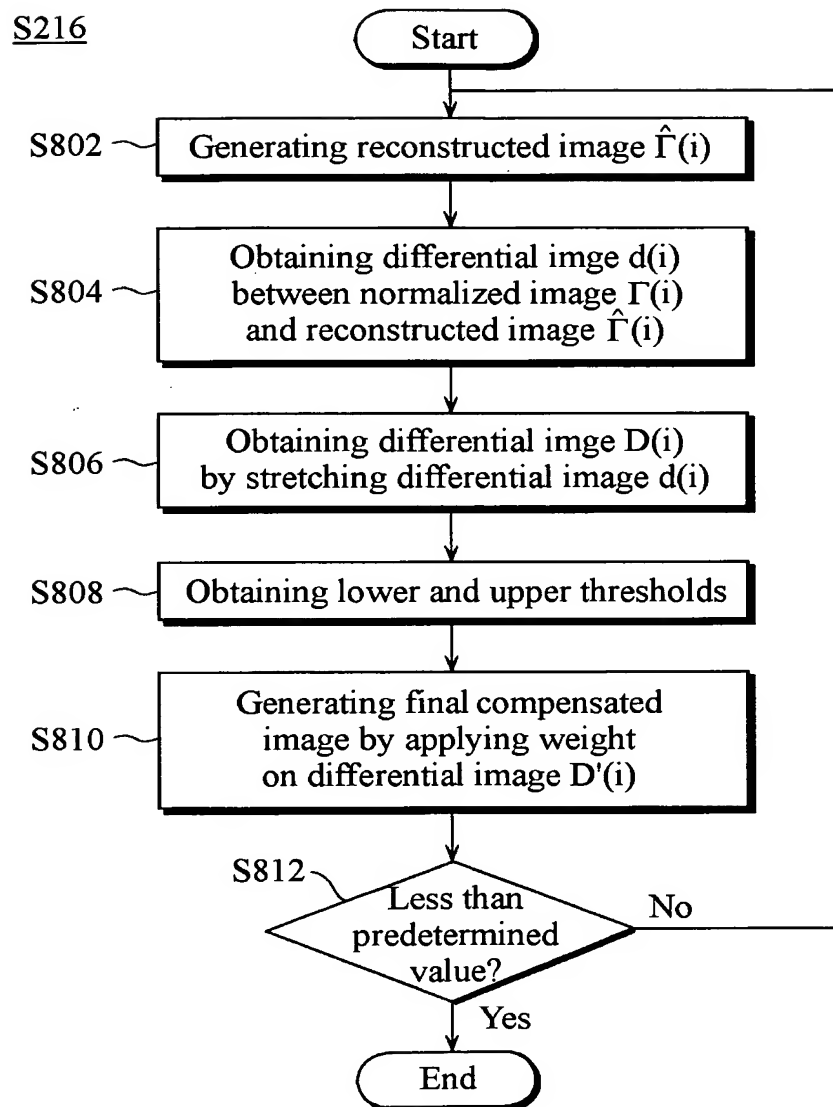 S216
Start
S802
Generating reconstructed image Γ̂(i)
S804
Obtaining differential imge d(i)
between normalized image Γ(i)
and reconstructed image Γ̂(i)
S806
Obtaining differential imge D(i)
by stretching differential image d(i)
S808
Obtaining lower and upper thresholds
S810
Generating final compensated
image by applying weight
on differential image D'(i)
S812
Less than
predetermined
value?
No
Yes
End